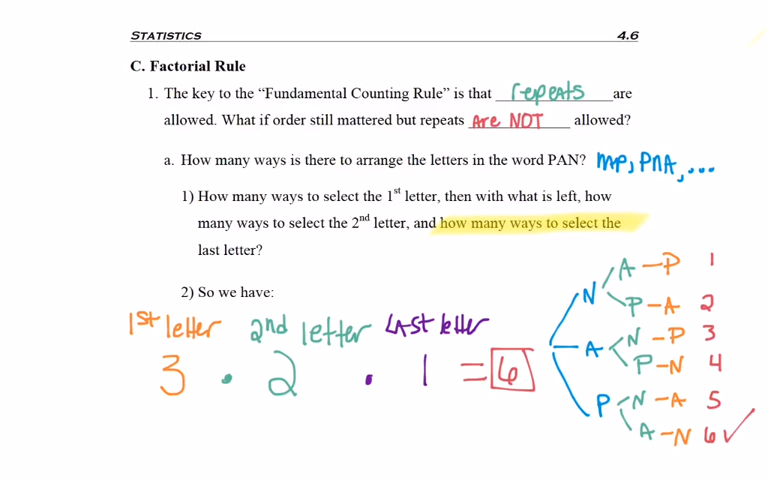 STATISTICS 4.6
C. Factorial Rule
1. The key to the “Fundamental Counting Rule” is that repeats are
allowed. What if order still mattered but repeats Are NOT allowed?
a. How many ways is there to arrange the letters in the word PAN? PNA, ...
1) How many ways to select the 1st letter, then with what is left, how
many ways to select the 2nd letter, and how many ways to select the
last letter?
2) So we have:
1st letter 2nd letter LAst letter
3 · 2 · 1 = 6
N A - P 1
P - A 2
A N - P 3
P - N 4
P N - A 5
A - N 6 ✓